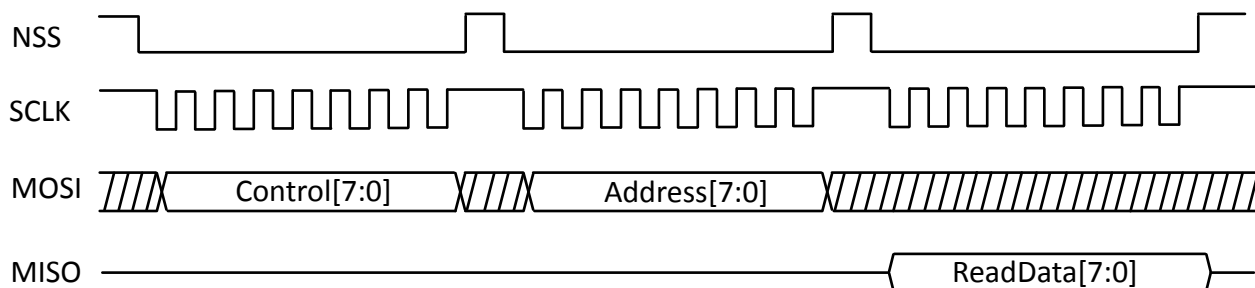 NSS
SCLK
MOSI Control[7:0] Address[7:0]
MISO ReadData[7:0]